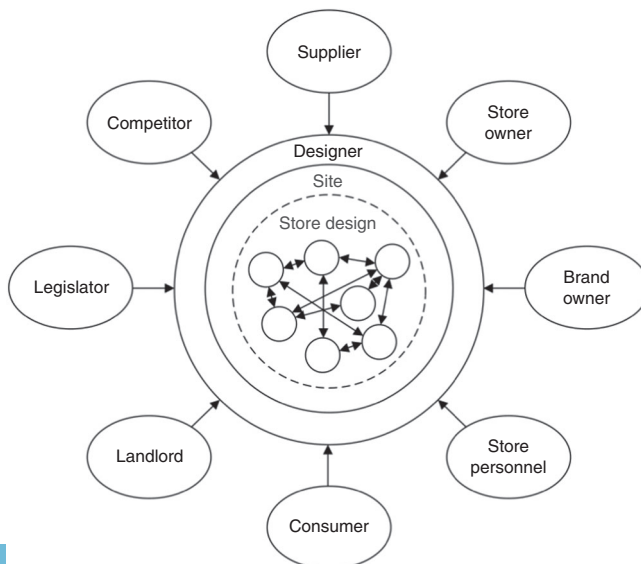 Supplier
Competitor
Store
owner
Designer
Site
Store design
Legislator
Brand
owner
Landlord
Store
personnel
Consumer